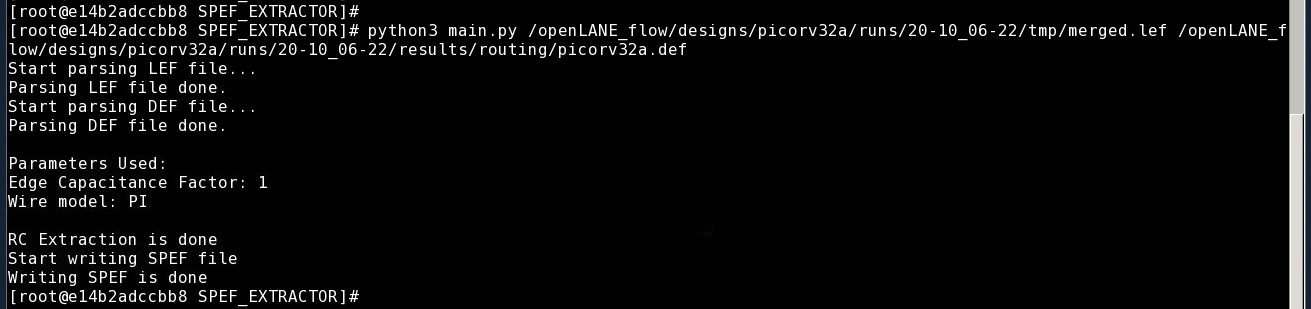 [root@e14b2adccbb8 SPEF_EXTRACTOR]#
[root@e14b2adccbb8 SPEF_EXTRACTOR]# python3 main.py /openLANE_flow/designs/picorv32a/runs/20-10_06-22/tmp/merged.lef /openLANE_f
low/designs/picorv32a/runs/20-10_06-22/results/routing/picorv32a.def
Start parsing LEF file...
Parsing LEF file done.
Start parsing DEF file...
Parsing DEF file done.
Parameters Used:
Edge Capacitance Factor: 1
Wire model: PI
RC Extraction is done
Start writing SPEF file
Writing SPEF is done
[root@e14b2adccbb8 SPEF_EXTRACTOR]#